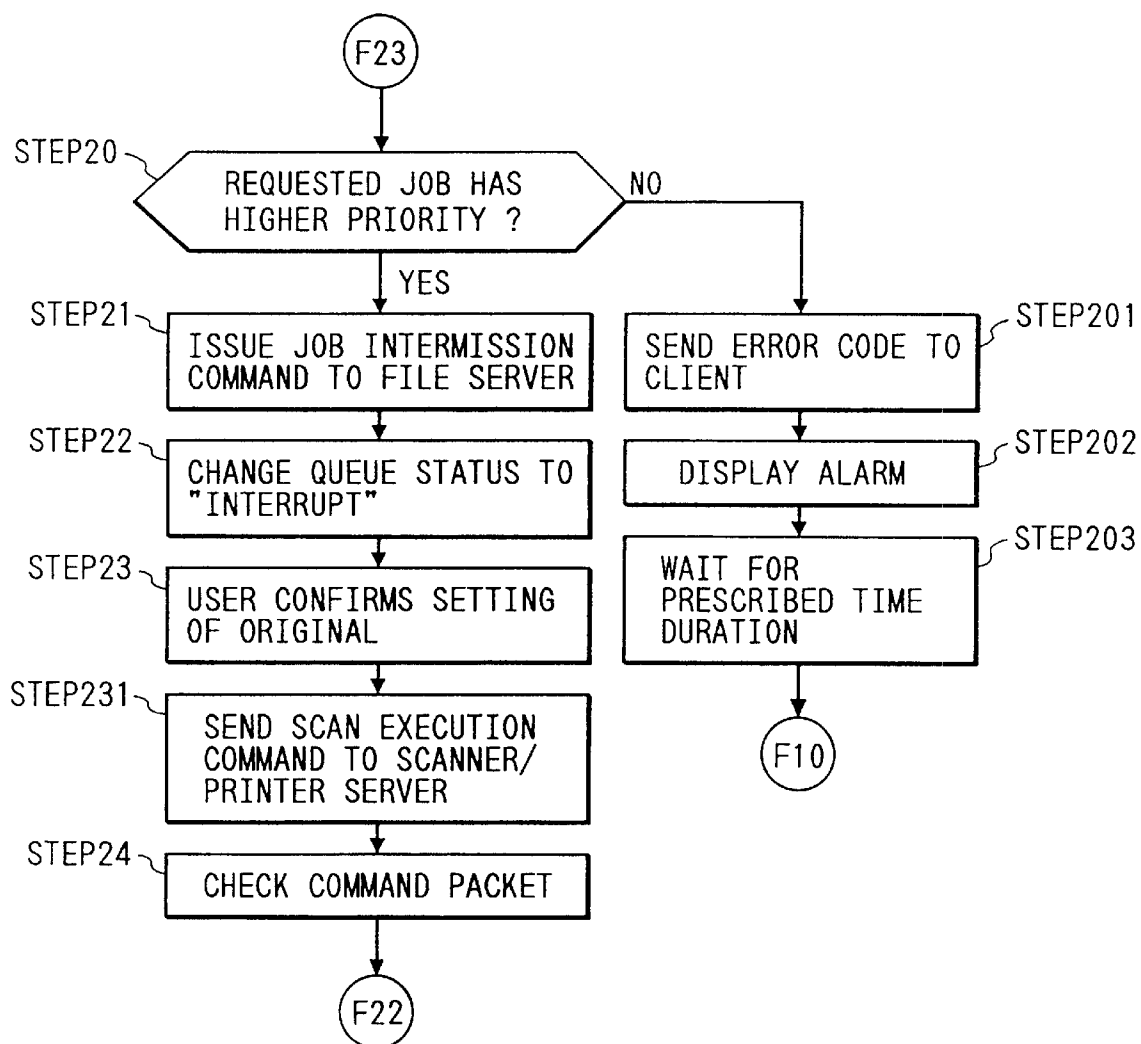 F23
STEP20
REQUESTED JOB HAS
HIGHER PRIORITY ?
NO
YES
STEP21
ISSUE JOB INTERMISSION
COMMAND TO FILE SERVER
STEP22
CHANGE QUEUE STATUS TO
"INTERRUPT"
STEP23
USER CONFIRMS SETTING
OF ORIGINAL
STEP231
SEND SCAN EXECUTION
COMMAND TO SCANNER/
PRINTER SERVER
STEP24
CHECK COMMAND PACKET
F22
STEP201
SEND ERROR CODE TO
CLIENT
STEP202
DISPLAY ALARM
STEP203
WAIT FOR
PRESCRIBED TIME
DURATION
F10